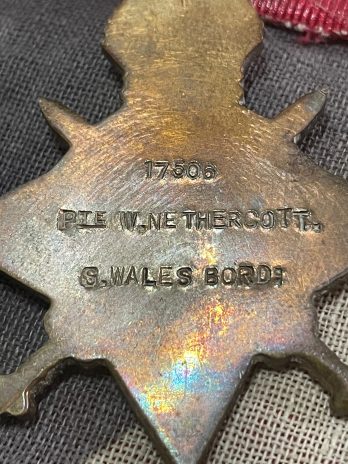 17506
PTE W. NETHERCOTT.
S. WALES BORD: